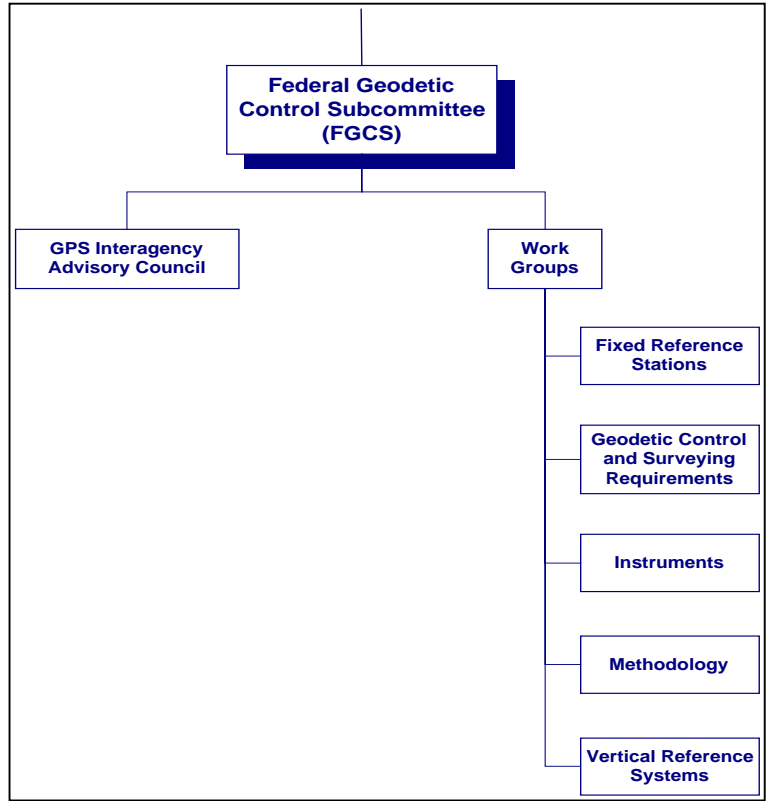 Federal Geodetic
Control Subcommittee
(FGCS)
GPS Interagency
Advisory Council
Work
Groups
Fixed Reference
Stations
Geodetic Control
and Surveying
Requirements
Instruments
Methodology
Vertical Reference
Systems